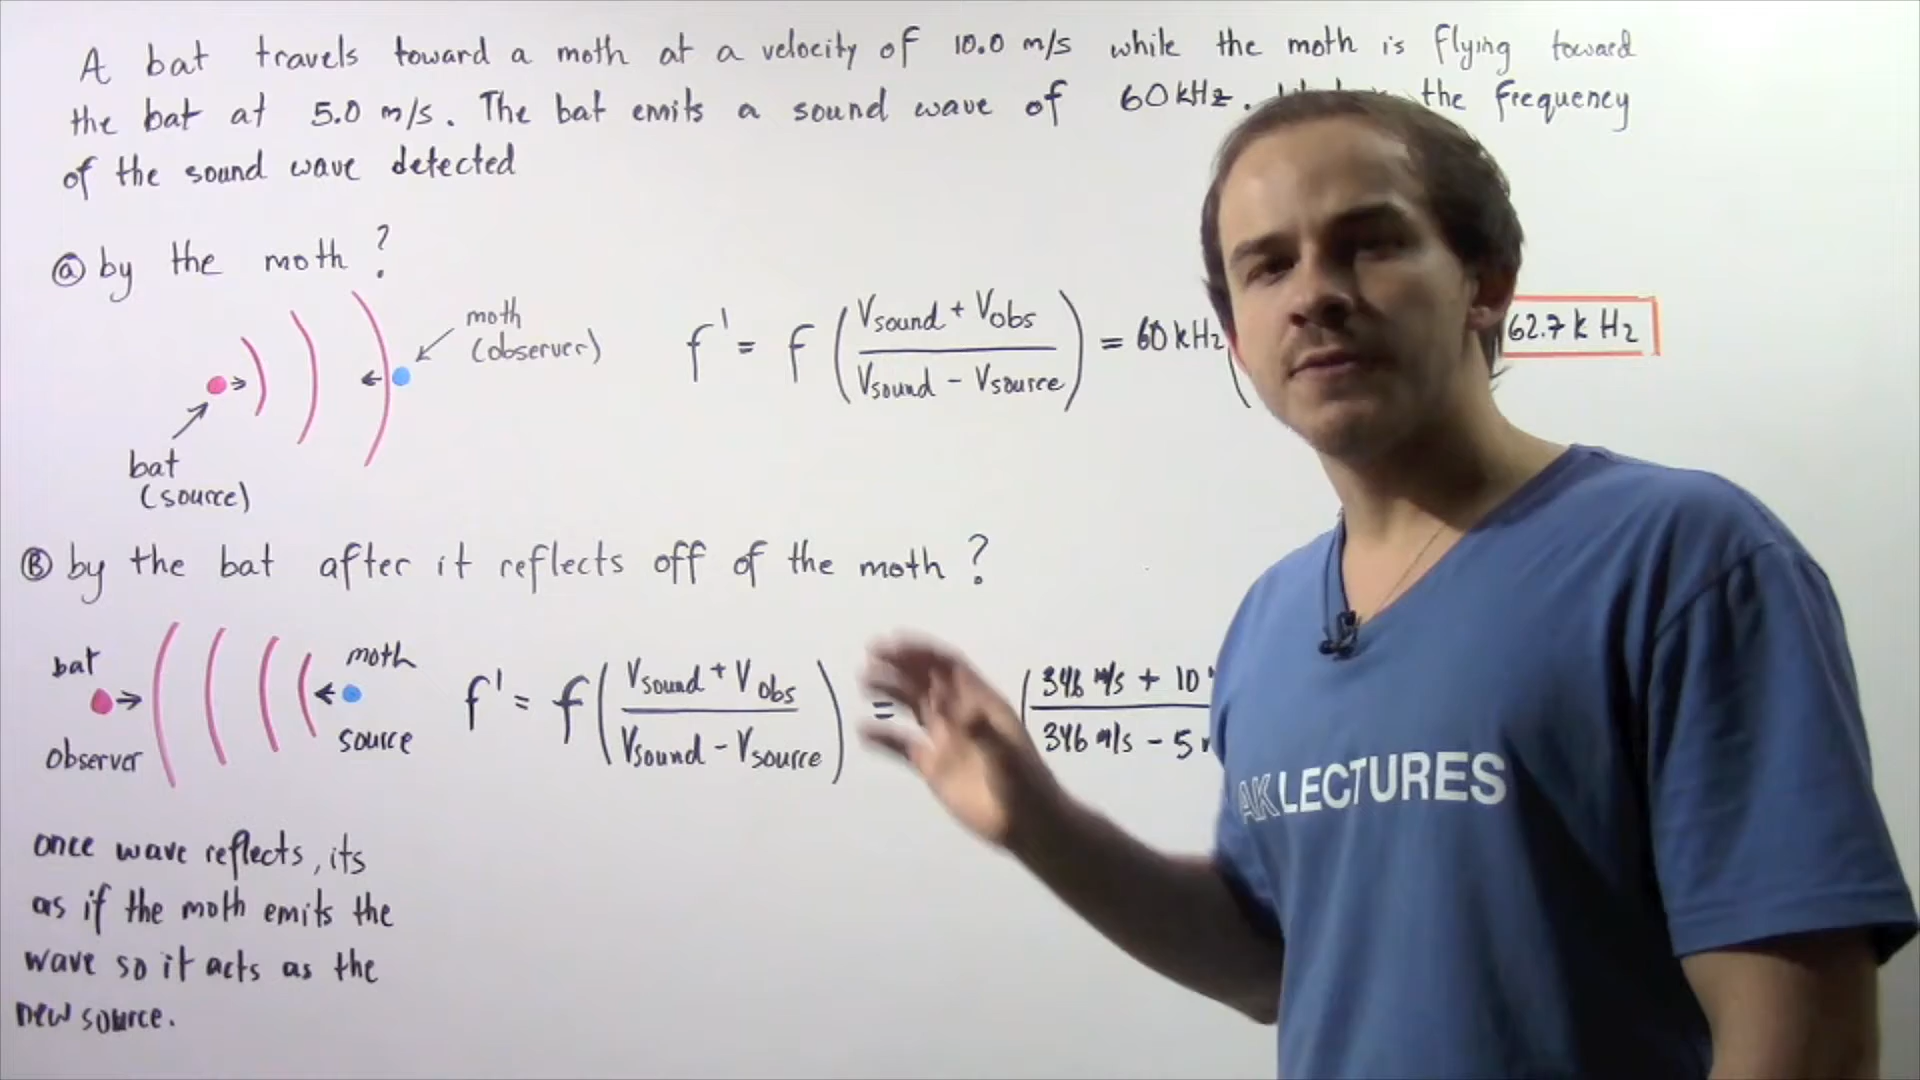 A bat travels toward a moth at a velocity of 10.0 m/s while the moth is flying toward
the bat at 5.0 m/s. The bat emits a sound wave of 60 kHz. the frequency
of the sound wave detected
ⓐ by the moth?
moth
(observer)
bat
(source)
f' = f ( (Vsound + Vobs) / (Vsound - Vsource) ) = 60 kHz ( 62.7 k Hz
Ⓑ by the bat after it reflects off of the moth?
bat
observer
moth
source
f' = f ( (Vsound + Vobs) / (Vsound - Vsource) ) = ( 346 m/s + 10
346 m/s - 5
once wave reflects, its
as if the moth emits the
wave so it acts as the
new source.
AK LECTURES